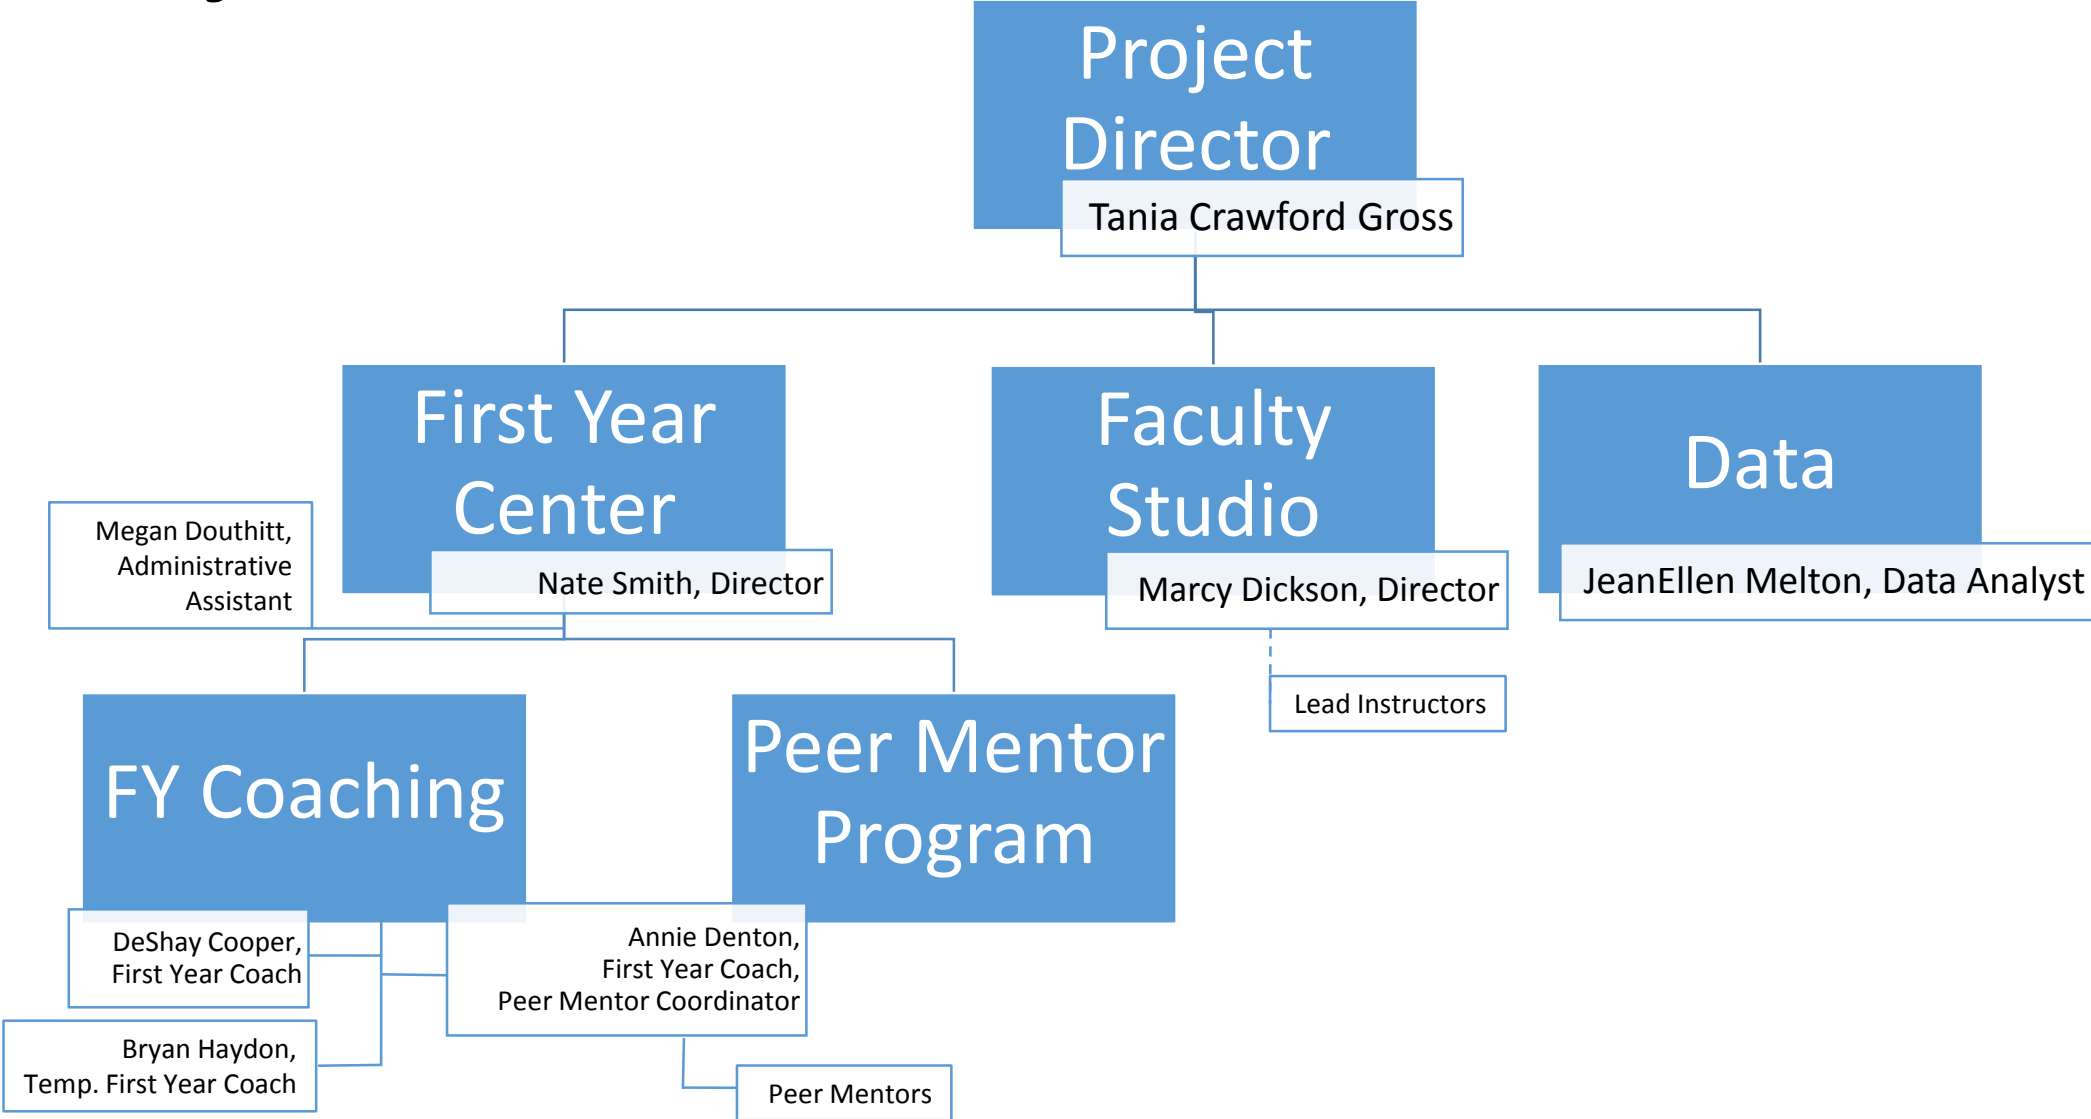 Project
Director
Tania Crawford Gross
First Year
Center
Nate Smith, Director
Megan Douthitt,
Administrative
Assistant
Faculty
Studio
Marcy Dickson, Director
Lead Instructors
Data
JeanEllen Melton, Data Analyst
FY Coaching
DeShay Cooper,
First Year Coach
Bryan Haydon,
Temp. First Year Coach
Peer Mentor
Program
Annie Denton,
First Year Coach,
Peer Mentor Coordinator
Peer Mentors